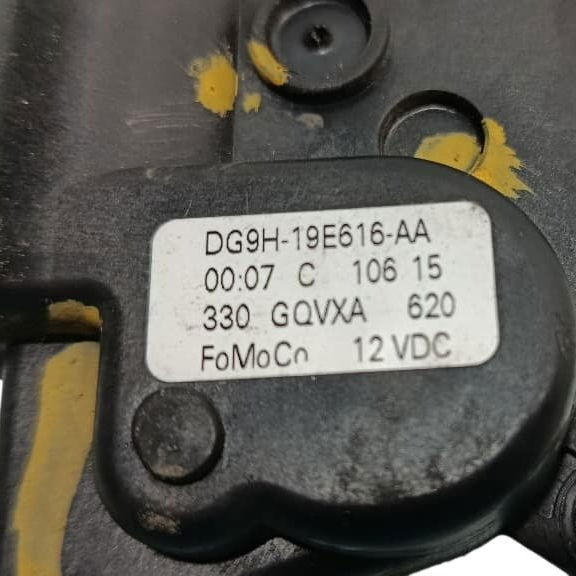 DG9H-19E616-AA
00:07 C 106 15
330 GQVXA 620
FoMoCo 12 VDC